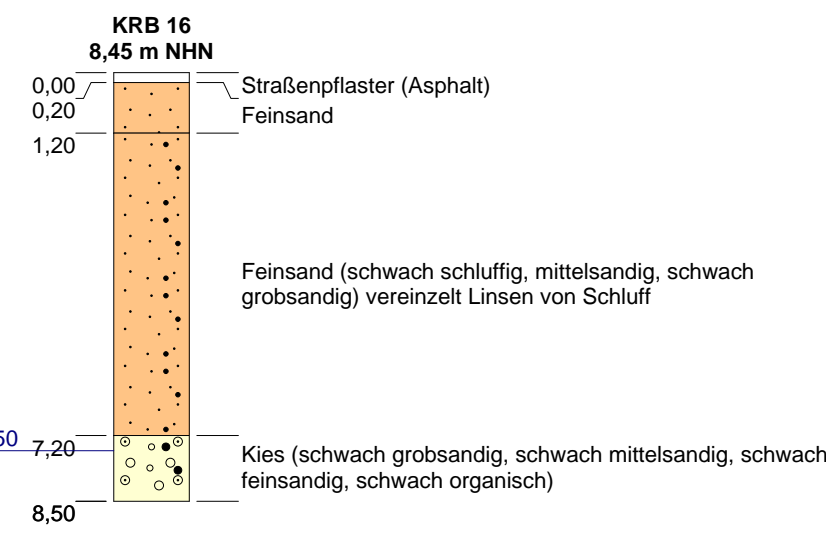 KRB 16
8,45 m NHN
0,00
Straßenpflaster (Asphalt)
0,20
Feinsand
1,20
Feinsand (schwach schluffig, mittelsandig, schwach
grobsandig) vereinzelt Linsen von Schluff
50
7,20
Kies (schwach grobsandig, schwach mittelsandig, schwach
feinsandig, schwach organisch)
8,50